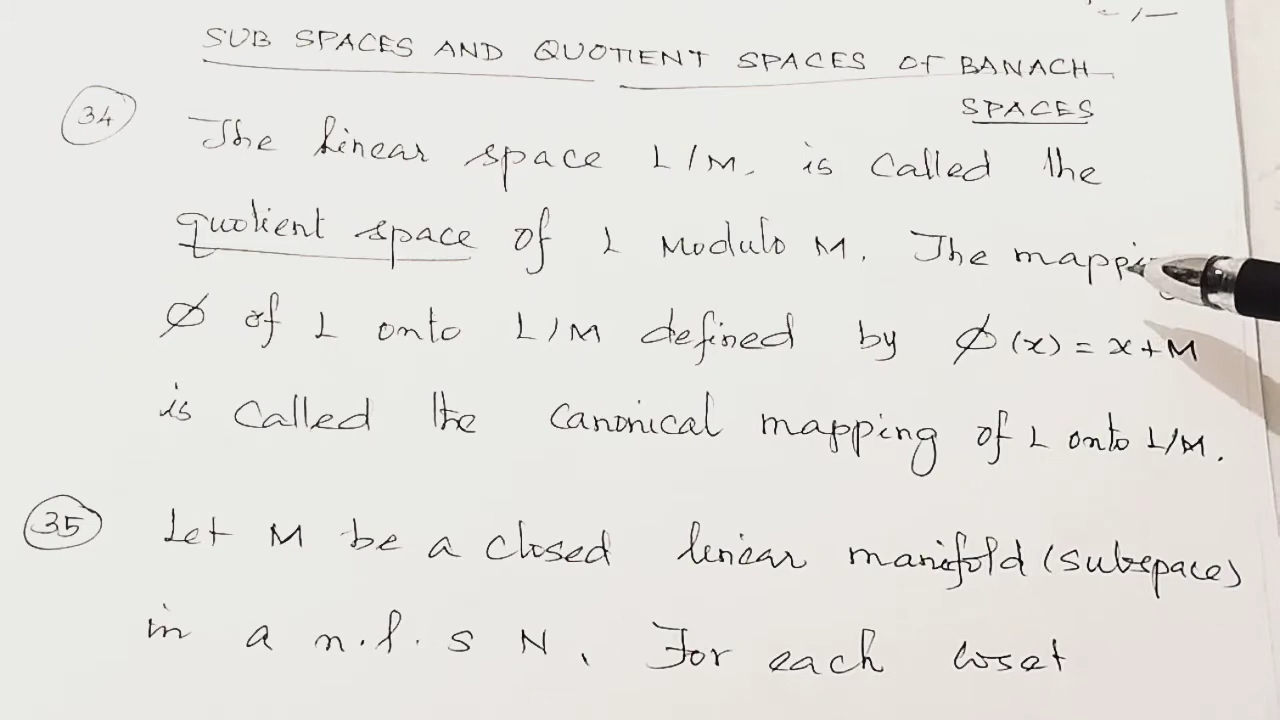 SUB SPACES AND QUOTIENT SPACES OF BANACH
SPACES
34 The linear space L/M, is called the
quotient space of L Modulo M. The mapping
ϕ of L onto L/M defined by ϕ(x) = x+M
is called the canonical mapping of L onto L/M.
35 Let M be a closed linear manifold (subspace)
in a n.l.s N, For each coset